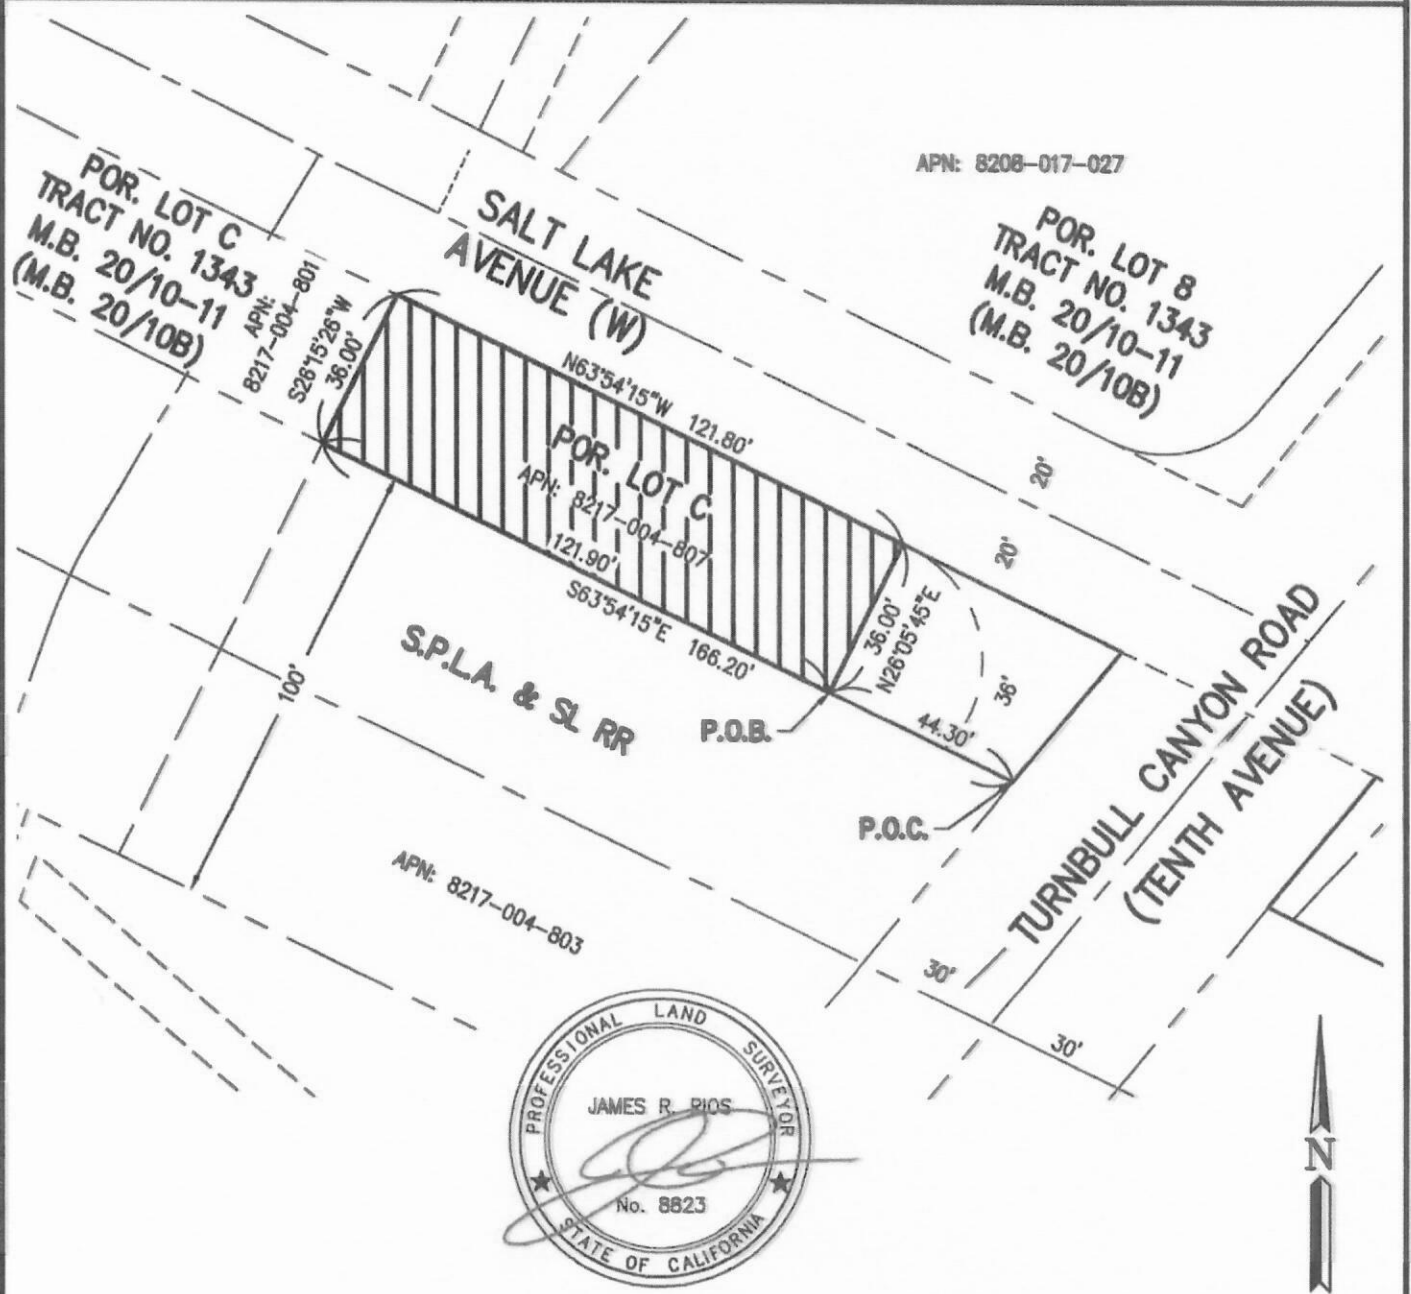 APN: 8208-017-027
POR. LOT C
TRACT NO. 1343
M.B. 20/10-11
(M.B. 20/10B)
APN:
8217-004-801
S26°15'26"W
36.00'
SALT LAKE
AVENUE (W)
POR. LOT 8
TRACT NO. 1343
M.B. 20/10-11
(M.B. 20/10B)
N63°54'15"W 121.80'
POR. LOT C
APN: 8217-004-807
121.90'
S63°54'15"E 166.20'
20'
20'
36.00'
N26°05'45"E
36'
44.30'
P.O.B.
P.O.C.
100'
S.P.L.A. & SL RR
TURNBULL CANYON ROAD
(TENTH AVENUE)
APN: 8217-004-803
30'
30'
PROFESSIONAL LAND SURVEYOR
JAMES R. RIOS
No. 8823
STATE OF CALIFORNIA
N